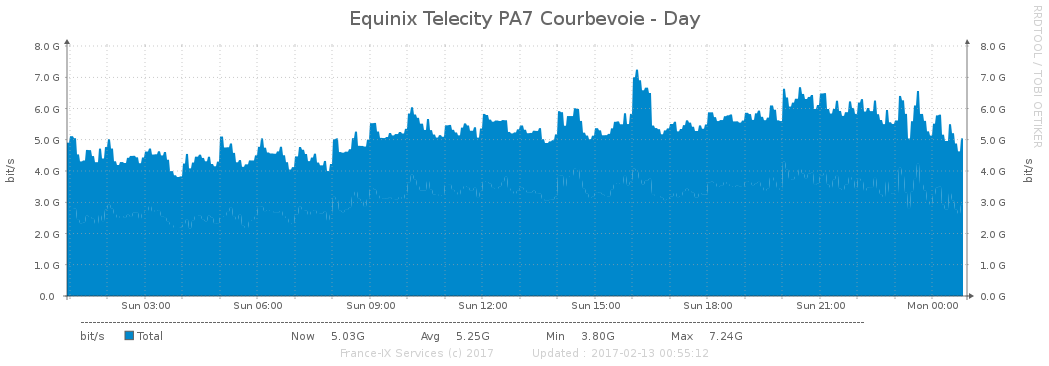 Equinix Telecity PA7 Courbevoie - Day
RRDTOOL / TOBI OETIKER
8.0 G 8.0 G
7.0 G 7.0 G
6.0 G 6.0 G
5.0 G 5.0 G
4.0 G 4.0 G
3.0 G 3.0 G
2.0 G 2.0 G
1.0 G 1.0 G
0.0 0.0 G
bit/s bit/s
Sun 03:00 Sun 06:00 Sun 09:00 Sun 12:00 Sun 15:00 Sun 18:00 Sun 21:00 Mon 00:00
bit/s Total Now 5.03G Avg 5.25G Min 3.80G Max 7.24G
France-IX Services (c) 2017 Updated : 2017-02-13 00:55:12